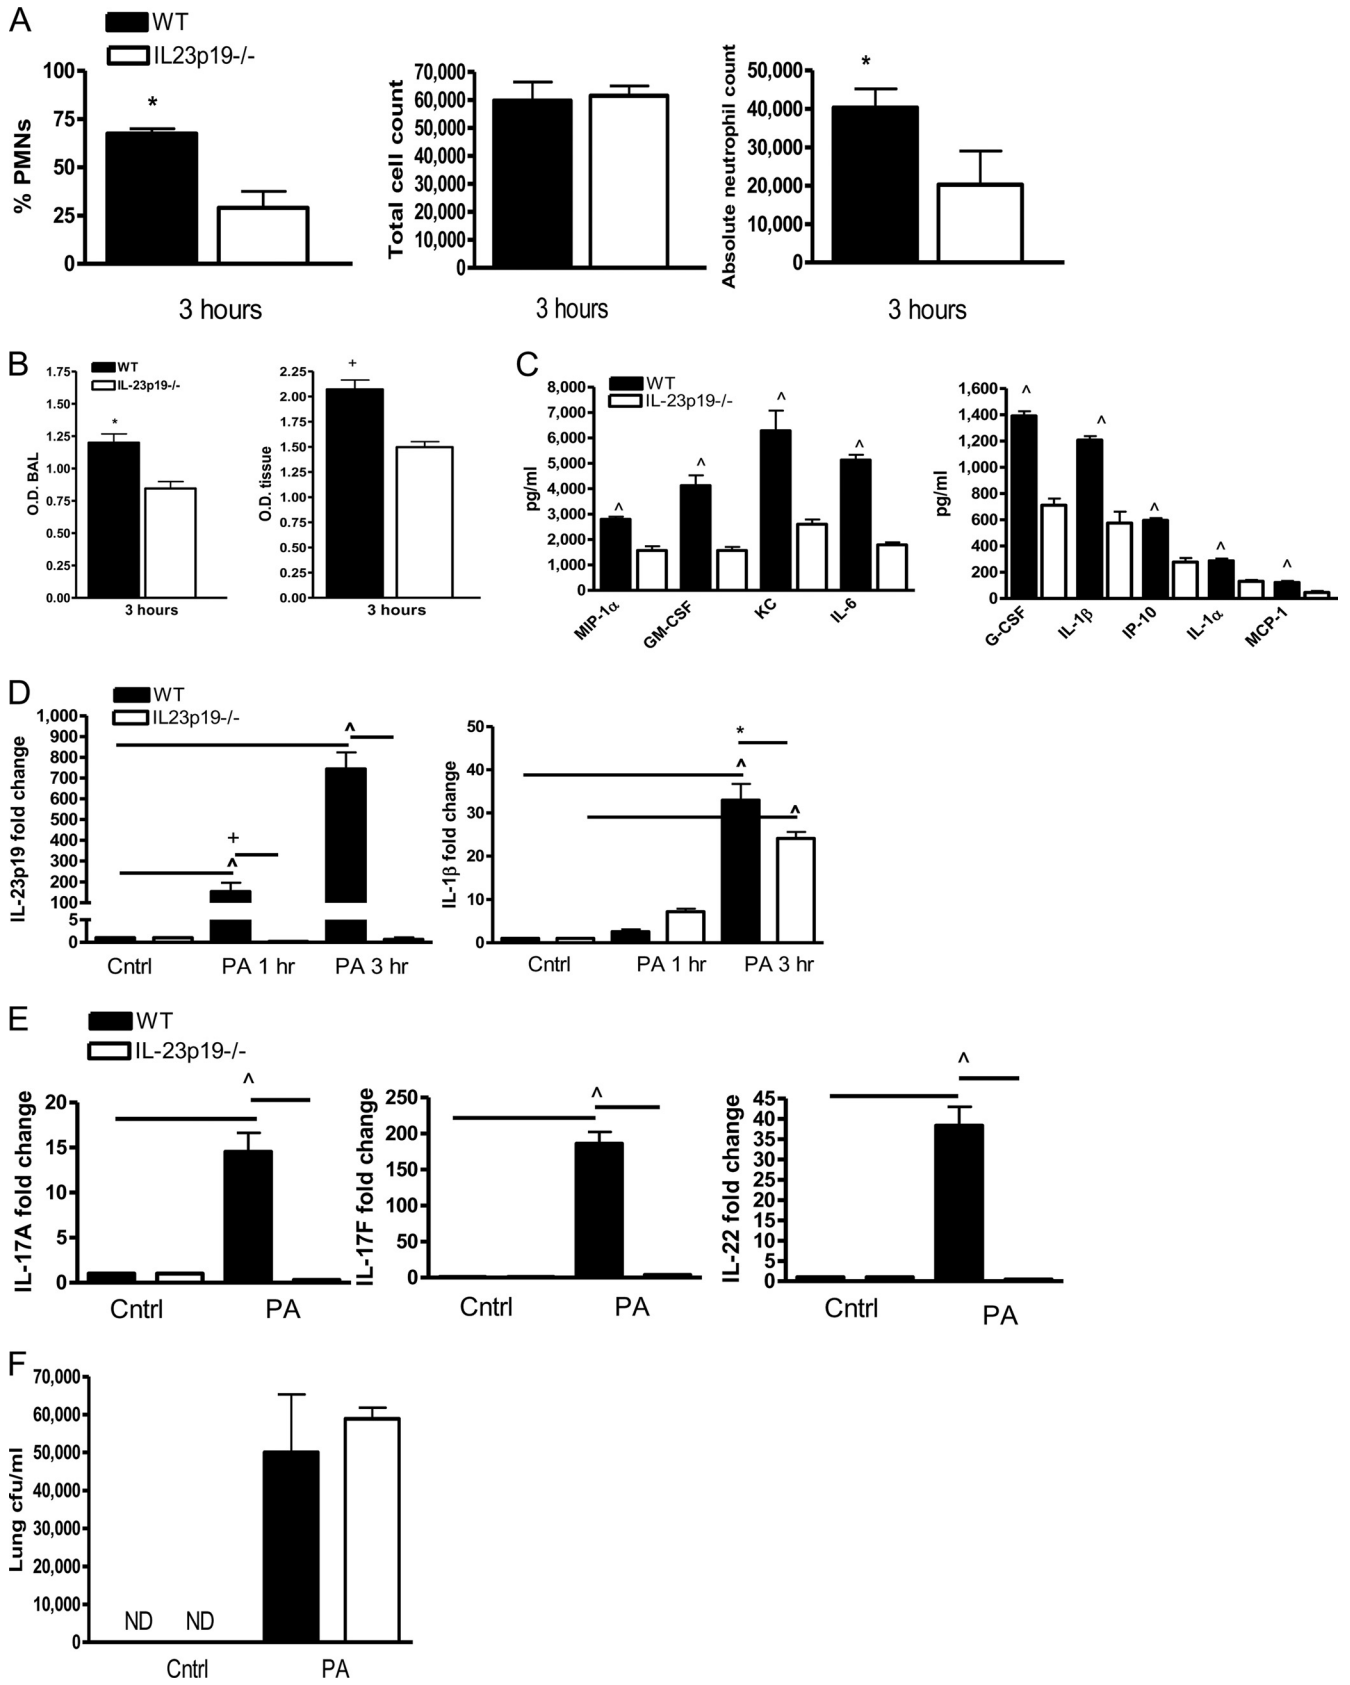 A
WT
IL23p19-/-
% PMNs
100
75
50
25
0
*
3 hours
Total cell count
70,000
60,000
50,000
40,000
30,000
20,000
10,000
0
3 hours
Absolute neutrophil count
50,000
40,000
30,000
20,000
10,000
0
*
3 hours
B
WT
IL-23p19-/-
O.D. BAL
1.75
1.50
1.25
1.00
0.75
0.50
0.25
0.00
*
3 hours
O.D. tissue
2.25
2.00
1.75
1.50
1.25
1.00
0.75
0.50
0.25
0.00
+
3 hours
C
WT
IL-23p19-/-
pg/ml
8,000
7,000
6,000
5,000
4,000
3,000
2,000
1,000
0
^ ^ ^ ^
MIP-1α GM-CSF KC IL-6
pg/ml
1,600
1,400
1,200
1,000
800
600
400
200
0
^ ^ ^ ^ ^
G-CSF IL-1β IP-10 IL-1α MCP-1
D
WT
IL23p19-/-
IL-23p19 fold change
1,000
900
800
700
600
500
400
300
200
100
5
0
^
+
^
Cntrl PA 1 hr PA 3 hr
IL-1β fold change
50
40
30
20
10
0
*
^
^
Cntrl PA 1 hr PA 3 hr
E
WT
IL-23p19-/-
IL-17A fold change
20
15
10
5
0
^
Cntrl PA
IL-17F fold change
250
200
150
100
50
0
^
Cntrl PA
IL-22 fold change
45
40
35
30
25
20
15
10
5
0
^
Cntrl PA
F
Lung cfu/ml
70,000
60,000
50,000
40,000
30,000
20,000
10,000
0
ND ND
Cntrl PA